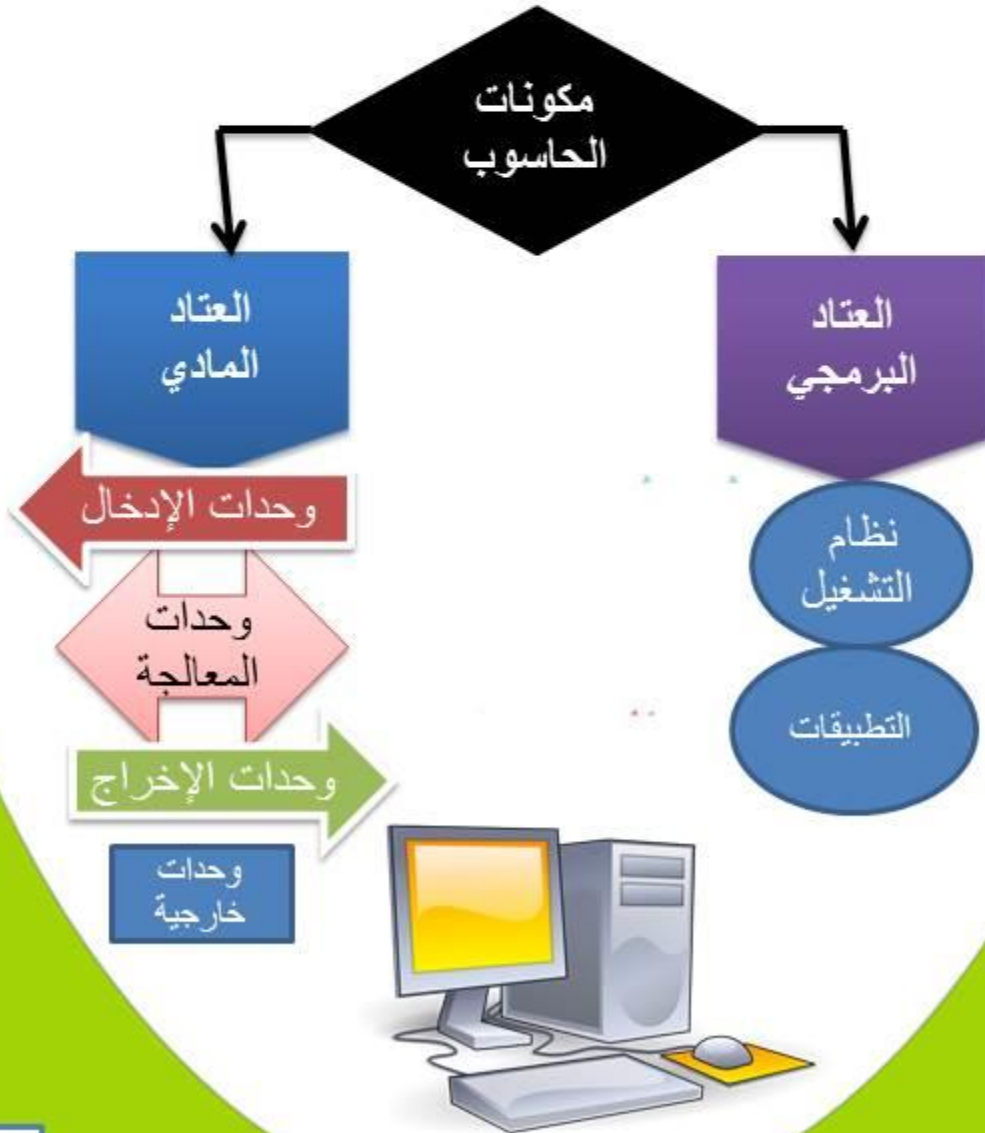 مكونات
الحاسوب
العتاد
البرمجي
نظام
التشغيل
التطبيقات
العتاد
المادي
وحدات الإدخال
وحدات
المعالجة
وحدات الإخراج
وحدات
خارجية